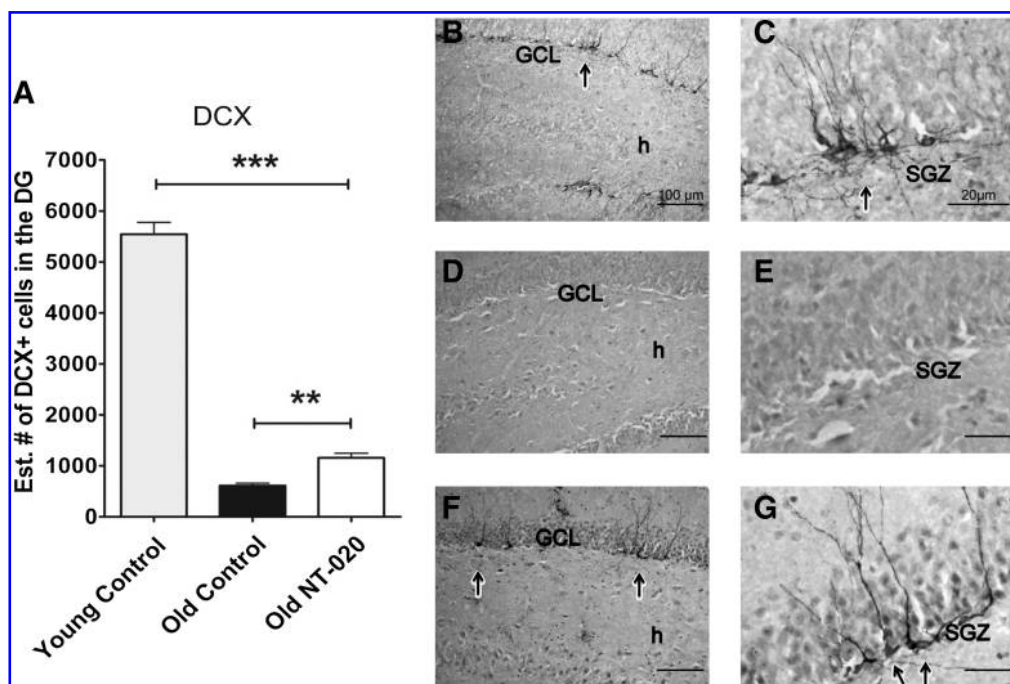 A
DCX
Est. # of DCX+ cells in the DG
7000
6000
5000
4000
3000
2000
1000
0
***
**
Young Control
Old Control
Old NT-020
B
GCL
h
100 µm
C
SGZ
20µm
D
GCL
h
E
SGZ
F
GCL
h
G
SGZ